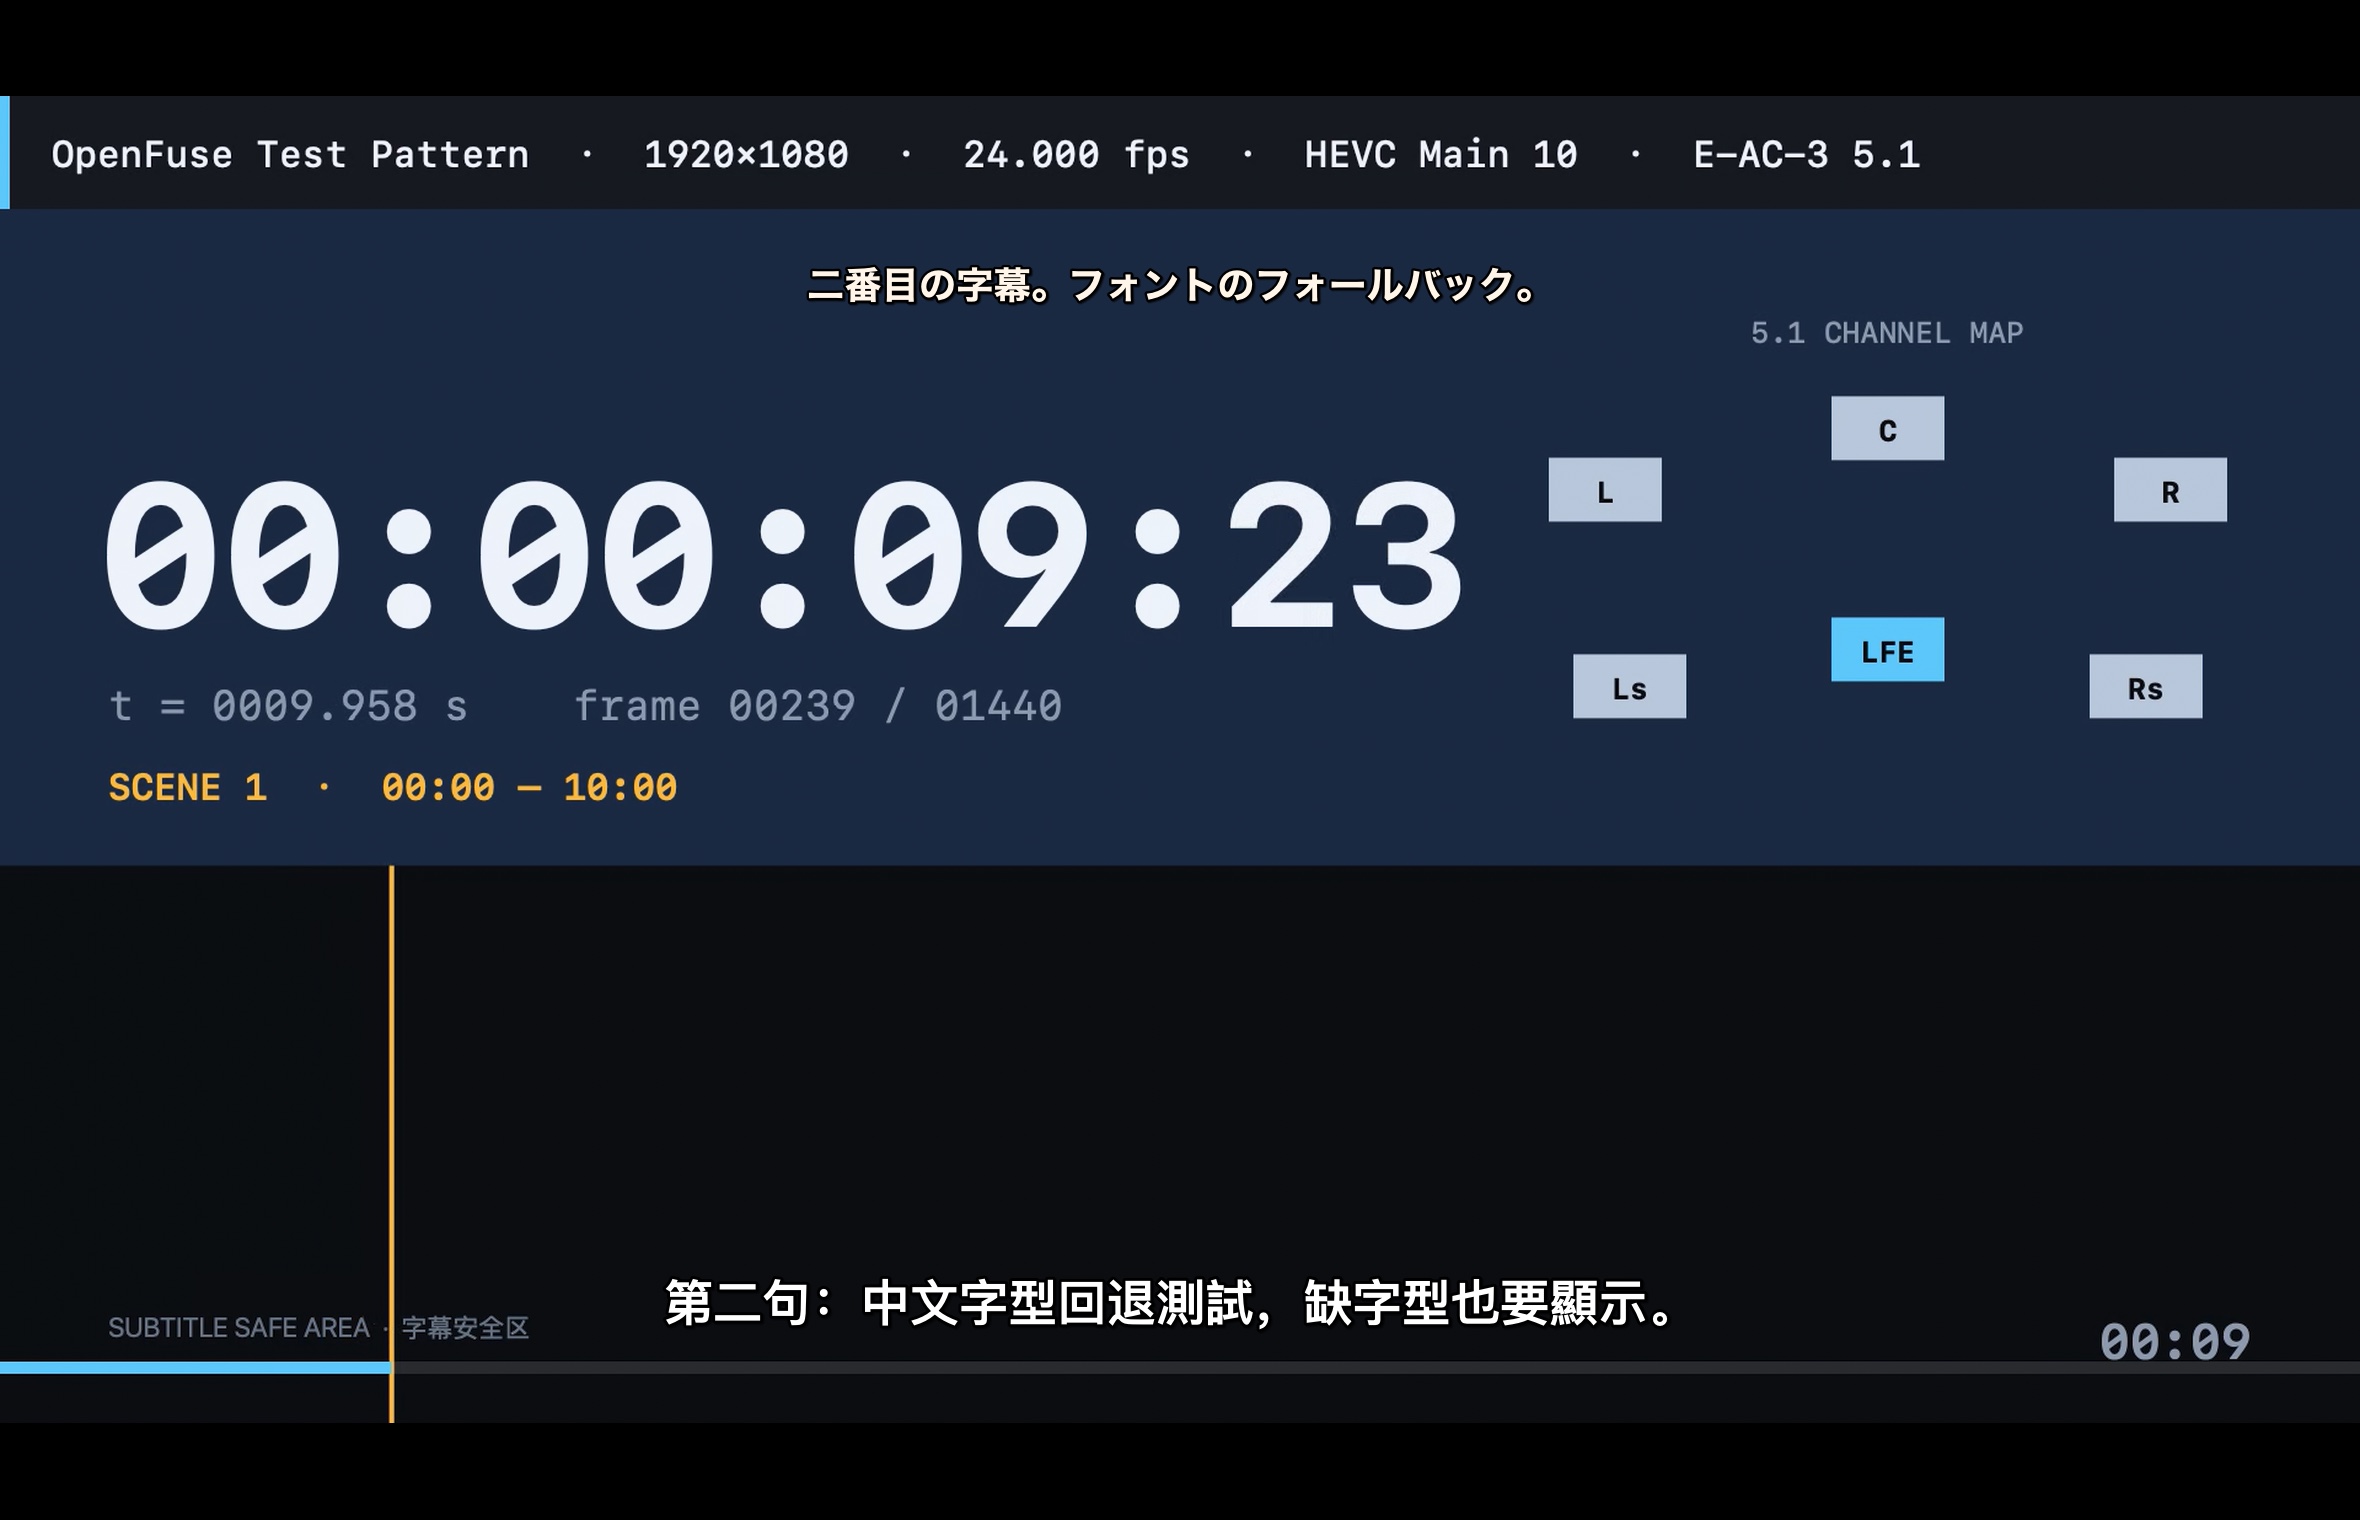 OpenFuse Test Pattern · 1920×1080 · 24.000 fps · HEVC Main 10 · E—AC—3 5.1
二番目の字幕。フォントのフォールバック。
5.1 CHANNEL MAP
C
L
R
00:00:09:23
LFE
Ls
Rs
t = 0009.958 s frame 00239 / 01440
SCENE 1 · 00:00 — 10:00
第二句：中文字型回退測試，缺字型也要顯示。
SUBTITLE SAFE AREA · 字幕安全区
00:09